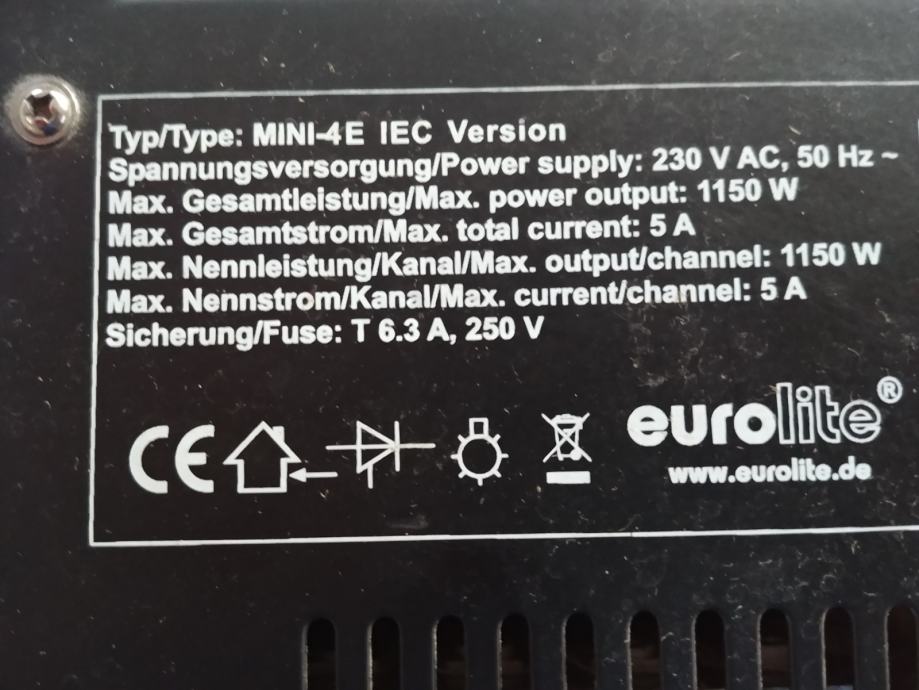 Typ/Type: MINI-4E IEC Version
Spannungsversorgung/Power supply: 230 V AC, 50 Hz ~
Max. Gesamtleistung/Max. power output: 1150 W
Max. Gesamtstrom/Max. total current: 5 A
Max. Nennleistung/Kanal/Max. output/channel: 1150 W
Max. Nennstrom/Kanal/Max. current/channel: 5 A
Sicherung/Fuse: T 6.3 A, 250 V
CE
eurolite®
www.eurolite.de